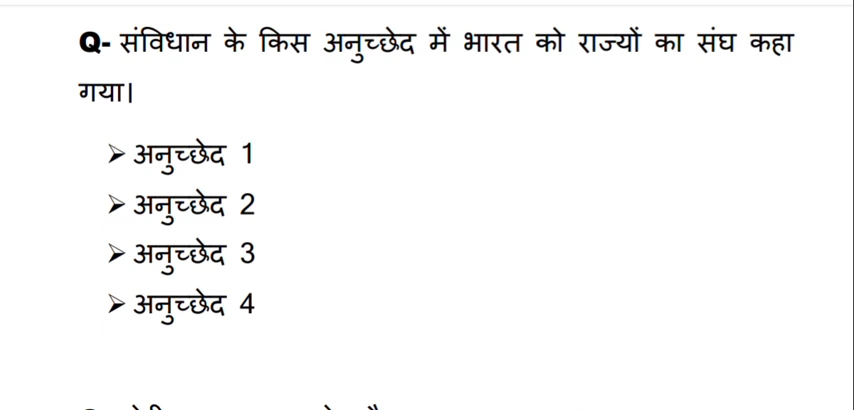 Q- संविधान के किस अनुच्छेद में भारत को राज्यों का संघ कहा
गया।
➢ अनुच्छेद 1
➢ अनुच्छेद 2
➢ अनुच्छेद 3
➢ अनुच्छेद 4